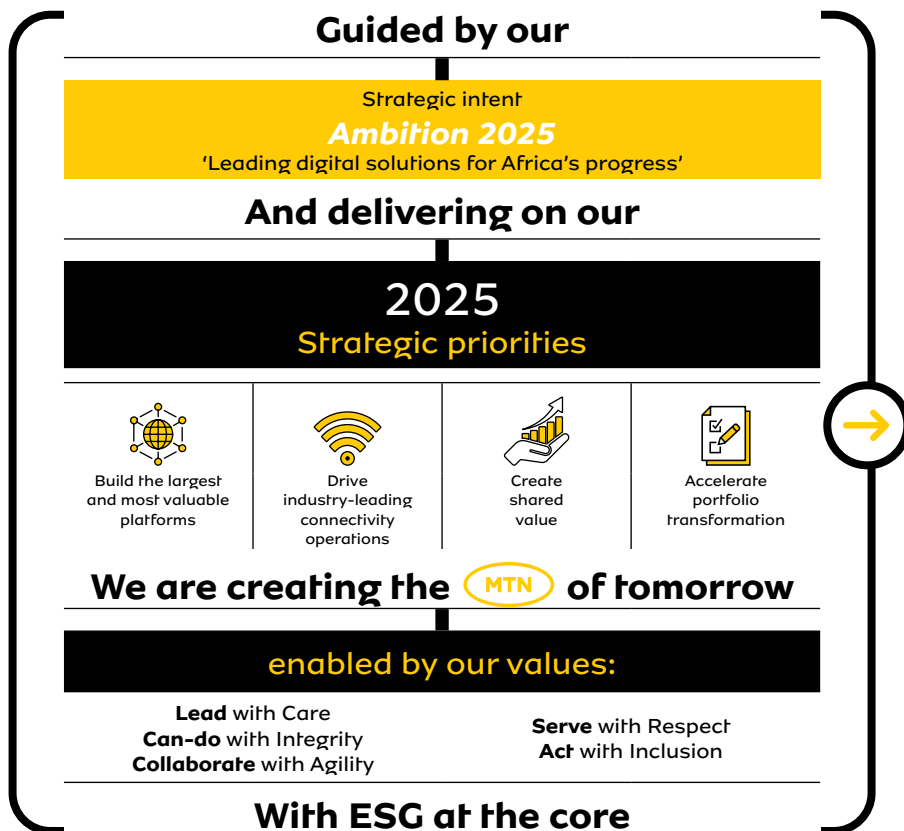 Guided by our
Strategic intent
Ambition 2025
‘Leading digital solutions for Africa’s progress’
And delivering on our
2025
Strategic priorities
Build the largest
and most valuable
platforms
Drive
industry-leading
connectivity
operations
Create
shared
value
Accelerate
portfolio
transformation
We are creating the MTN of tomorrow
enabled by our values:
Lead with Care
Can-do with Integrity
Collaborate with Agility
Serve with Respect
Act with Inclusion
With ESG at the core